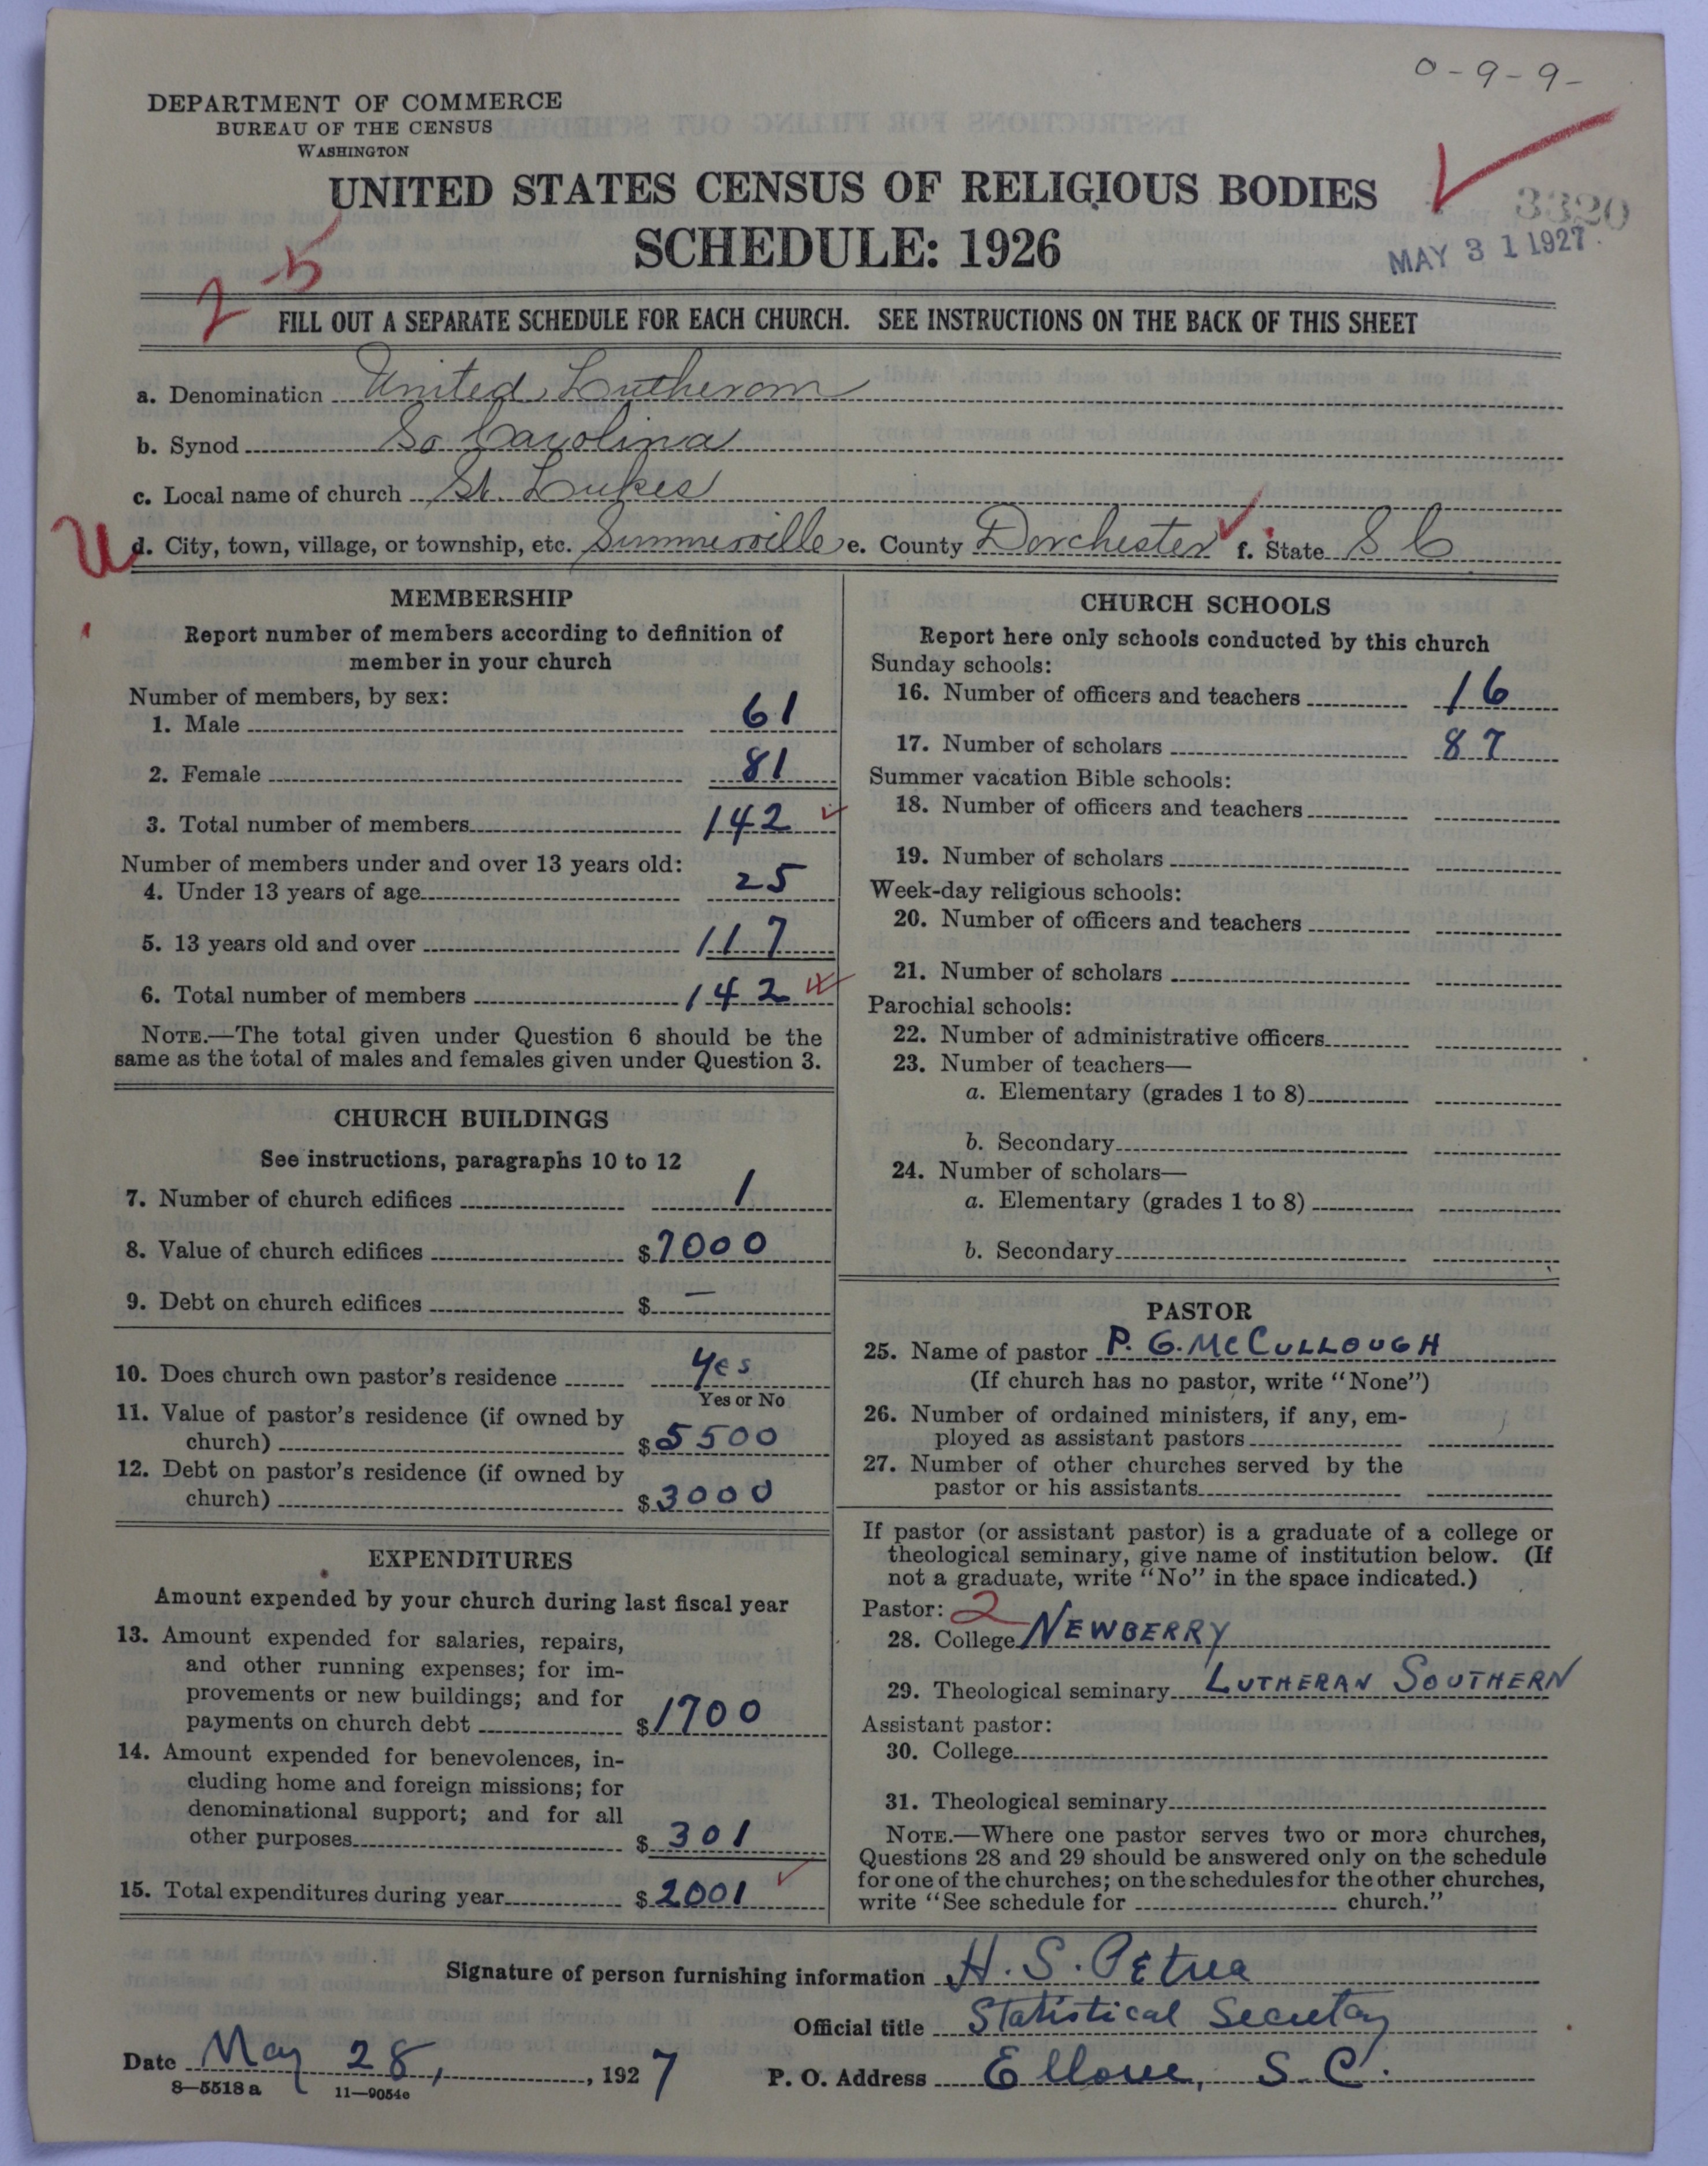 0-9-9-
DEPARTMENT OF COMMERCE
BUREAU OF THE CENSUS
WASHINGTON
UNITED STATES CENSUS OF RELIGIOUS BODIES
SCHEDULE: 1926
3320
MAY 31 1927
2-5
FILL OUT A SEPARATE SCHEDULE FOR EACH CHURCH. SEE INSTRUCTIONS ON THE BACK OF THIS SHEET
a. Denomination United Lutheran
b. Synod So Carolina
c. Local name of church St. Lukes
U d. City, town, village, or township, etc. Summerville e. County Dorchester f. State S C
MEMBERSHIP
Report number of members according to definition of
member in your church
Number of members, by sex:
1. Male 61
2. Female 81
3. Total number of members 142
Number of members under and over 13 years old:
4. Under 13 years of age 25
5. 13 years old and over 117
6. Total number of members 142
NOTE.—The total given under Question 6 should be the
same as the total of males and females given under Question 3.
CHURCH BUILDINGS
See instructions, paragraphs 10 to 12
7. Number of church edifices 1
8. Value of church edifices $7000
9. Debt on church edifices $ —
10. Does church own pastor's residence Yes
Yes or No
11. Value of pastor's residence (if owned by
church) $5500
12. Debt on pastor's residence (if owned by
church) $3000
EXPENDITURES
Amount expended by your church during last fiscal year
13. Amount expended for salaries, repairs,
and other running expenses; for im-
provements or new buildings; and for
payments on church debt $1700
14. Amount expended for benevolences, in-
cluding home and foreign missions; for
denominational support; and for all
other purposes $301
15. Total expenditures during year $2001
CHURCH SCHOOLS
Report here only schools conducted by this church
Sunday schools:
16. Number of officers and teachers 16
17. Number of scholars 87
Summer vacation Bible schools:
18. Number of officers and teachers
19. Number of scholars
Week-day religious schools:
20. Number of officers and teachers
21. Number of scholars
Parochial schools:
22. Number of administrative officers
23. Number of teachers—
a. Elementary (grades 1 to 8)
b. Secondary
24. Number of scholars—
a. Elementary (grades 1 to 8)
b. Secondary
PASTOR
25. Name of pastor P. G. McCULLOUGH
(If church has no pastor, write "None")
26. Number of ordained ministers, if any, em-
ployed as assistant pastors
27. Number of other churches served by the
pastor or his assistants
If pastor (or assistant pastor) is a graduate of a college or
theological seminary, give name of institution below. (If
not a graduate, write "No" in the space indicated.)
Pastor: 2
28. College NEWBERRY
29. Theological seminary LUTHERAN SOUTHERN
Assistant pastor:
30. College
31. Theological seminary
NOTE.—Where one pastor serves two or more churches,
Questions 28 and 29 should be answered only on the schedule
for one of the churches; on the schedules for the other churches,
write "See schedule for church."
Signature of person furnishing information H. S. Petrea
Official title Statistical Secretary
Date May 28, 1927 P. O. Address Ellore, S. C.
8—5518 a 11—9054c